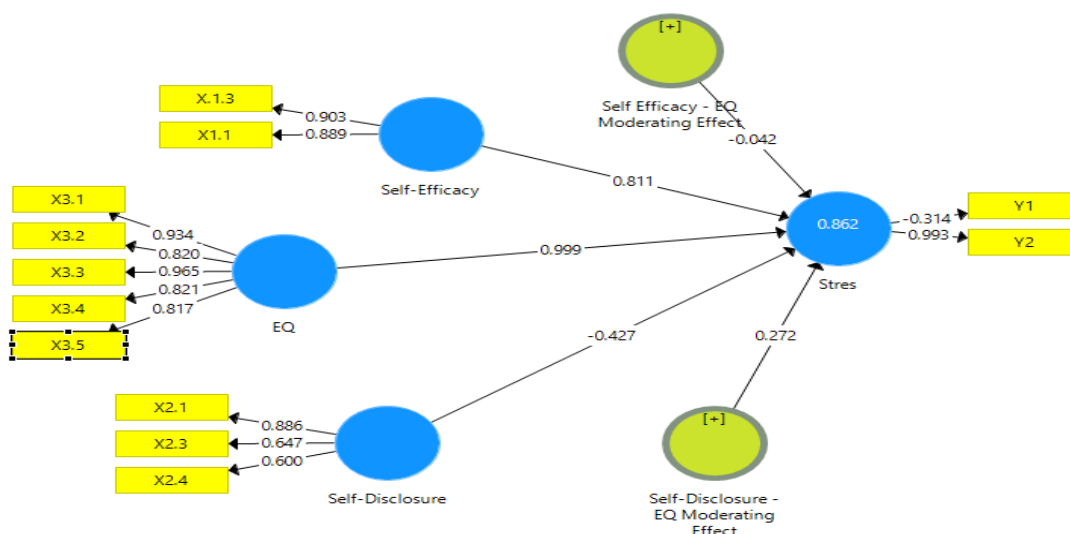 [+]
Self Efficacy - EQ
Moderating Effect
-0.042
X.1.3
X1.1
0.903
0.889
Self-Efficacy
0.811
X3.1
X3.2
X3.3
X3.4
X3.5
0.934
0.820
0.965
0.821
0.817
EQ
0.999
0.862
Stres
-0.314
0.993
Y1
Y2
-0.427
0.272
X2.1
X2.3
X2.4
0.886
0.647
0.600
Self-Disclosure
[+]
Self-Disclosure -
EQ Moderating
Effect